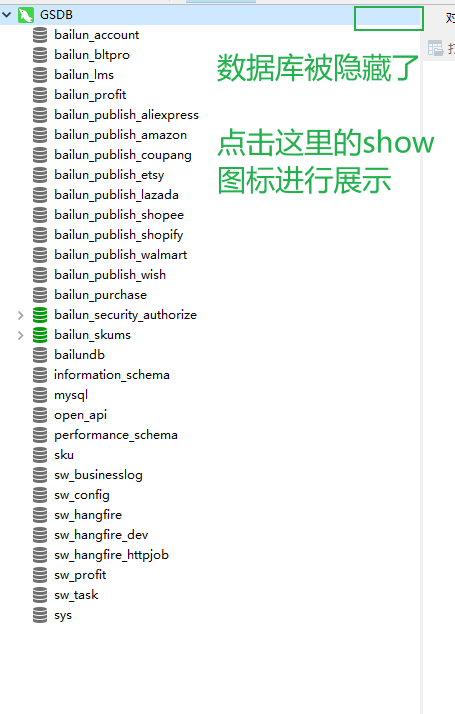 GSDB
对
bailun_account
打
bailun_bltpro
数据库被隐藏了
bailun_lms
bailun_profit
bailun_publish_aliexpress
bailun_publish_amazon
点击这里的show
bailun_publish_coupang
图标进行展示
bailun_publish_etsy
bailun_publish_lazada
bailun_publish_shopee
bailun_publish_shopify
bailun_publish_walmart
bailun_publish_wish
bailun_purchase
bailun_security_authorize
bailun_skums
bailundb
information_schema
mysql
open_api
performance_schema
sku
sw_businesslog
sw_config
sw_hangfire
sw_hangfire_dev
sw_hangfire_httpjob
sw_profit
sw_task
sys